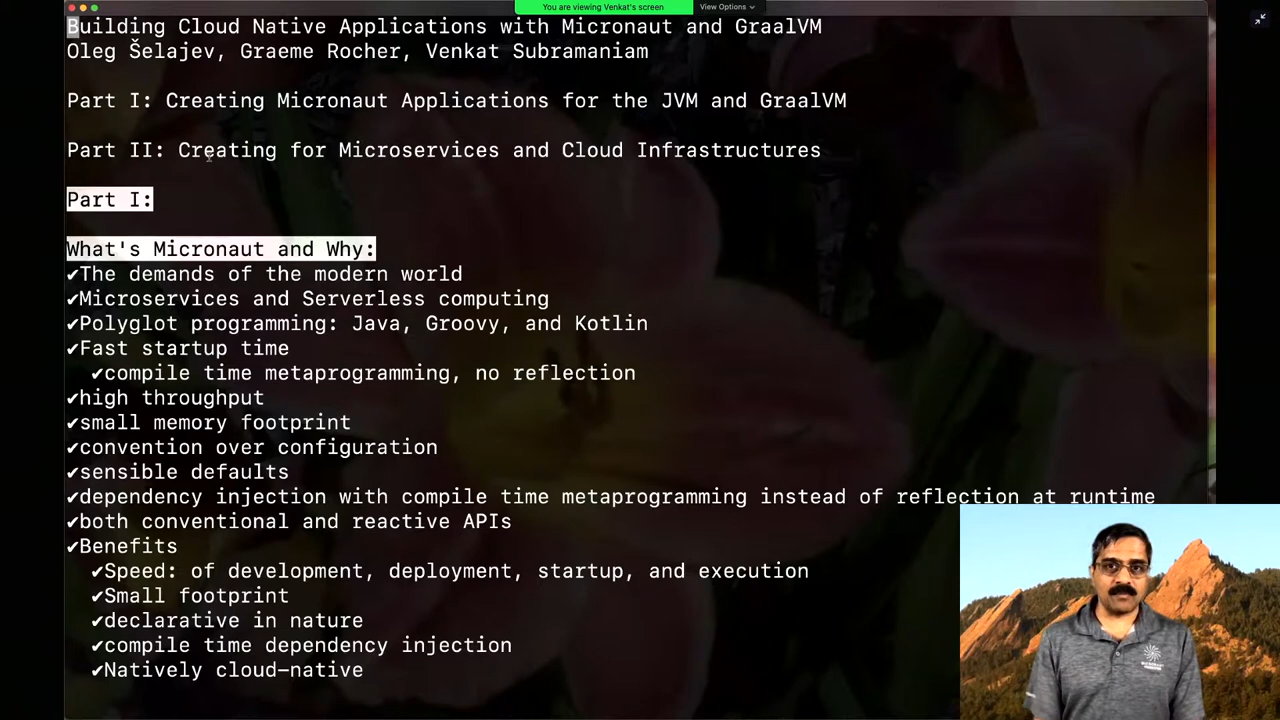 You are viewing Venkat's screen
View Options
Building Cloud Native Applications with Micronaut and GraalVM
Oleg Šelajev, Graeme Rocher, Venkat Subramaniam
Part I: Creating Micronaut Applications for the JVM and GraalVM
Part II: Creating for Microservices and Cloud Infrastructures
Part I:
What's Micronaut and Why:
✔The demands of the modern world
✔Microservices and Serverless computing
✔Polyglot programming: Java, Groovy, and Kotlin
✔Fast startup time
✔compile time metaprogramming, no reflection
✔high throughput
✔small memory footprint
✔convention over configuration
✔sensible defaults
✔dependency injection with compile time metaprogramming instead of reflection at runtime
✔both conventional and reactive APIs
✔Benefits
✔Speed: of development, deployment, startup, and execution
✔Small footprint
✔declarative in nature
✔compile time dependency injection
✔Natively cloud-native